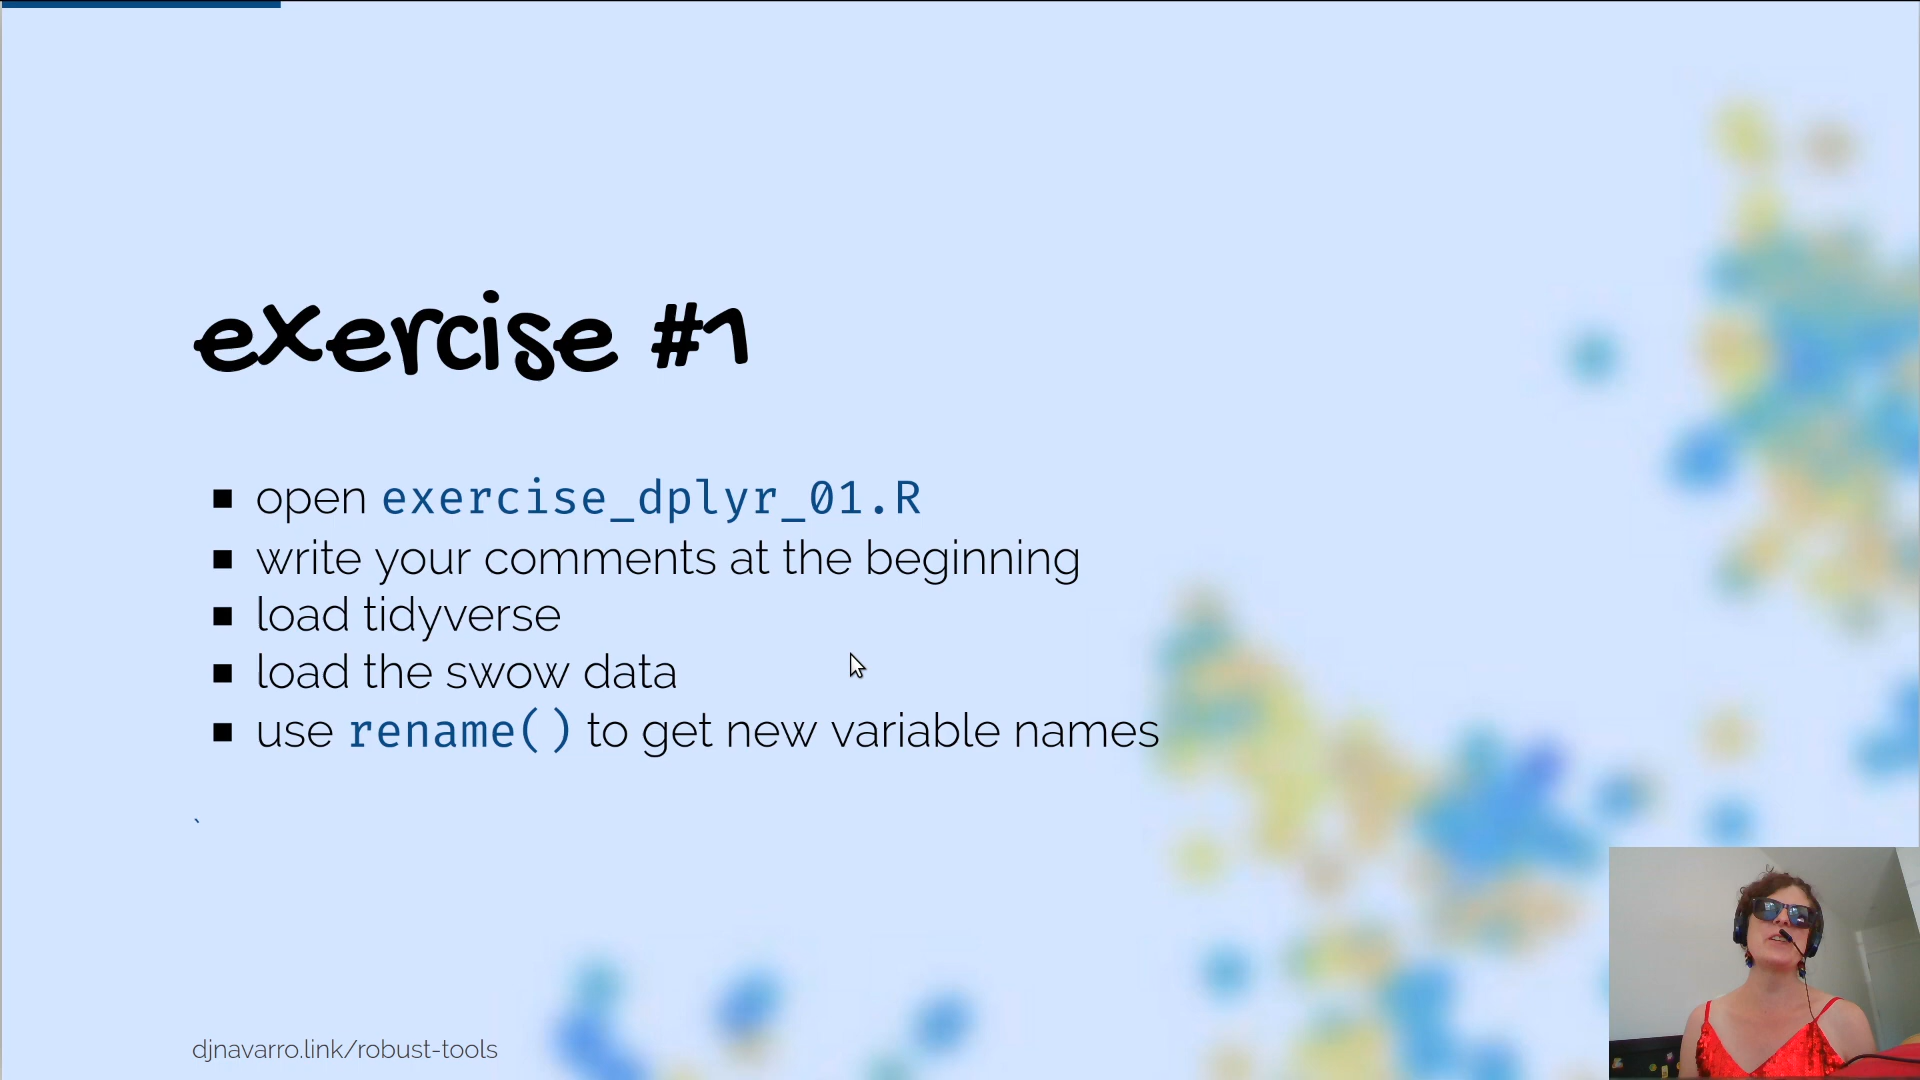 exercise #1
open exercise_dplyr_01.R
write your comments at the beginning
load tidyverse
load the swow data
use rename() to get new variable names
`
djnavarro.link/robust-tools